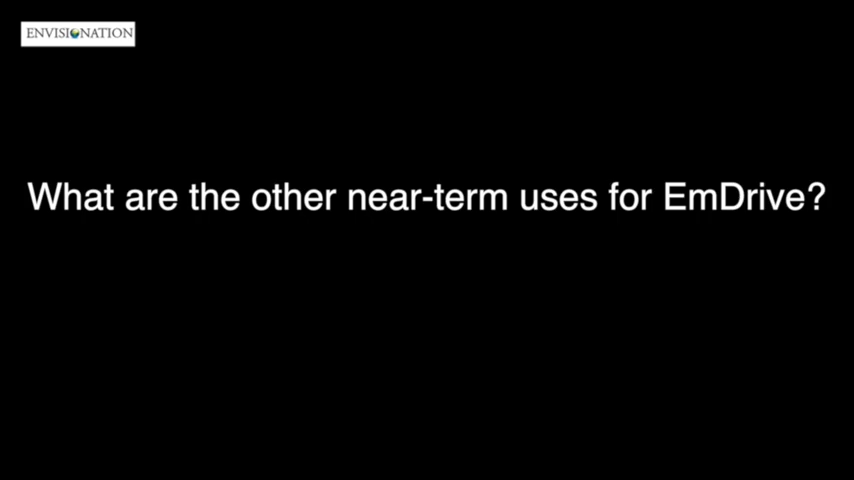 ENVISIONATION
What are the other near-term uses for EmDrive?